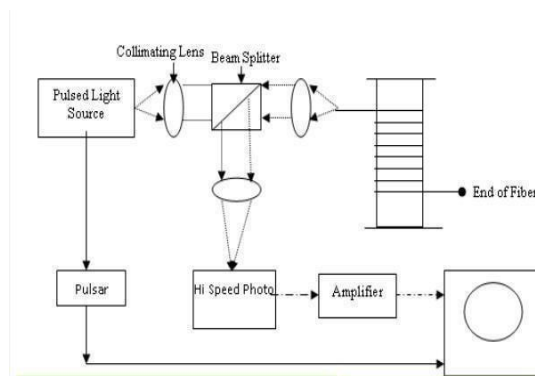 Collimating Lens
Beam Splitter
Pulsed Light
Source
End of Fiber
Pulsar
Hi Speed Photo
Amplifier